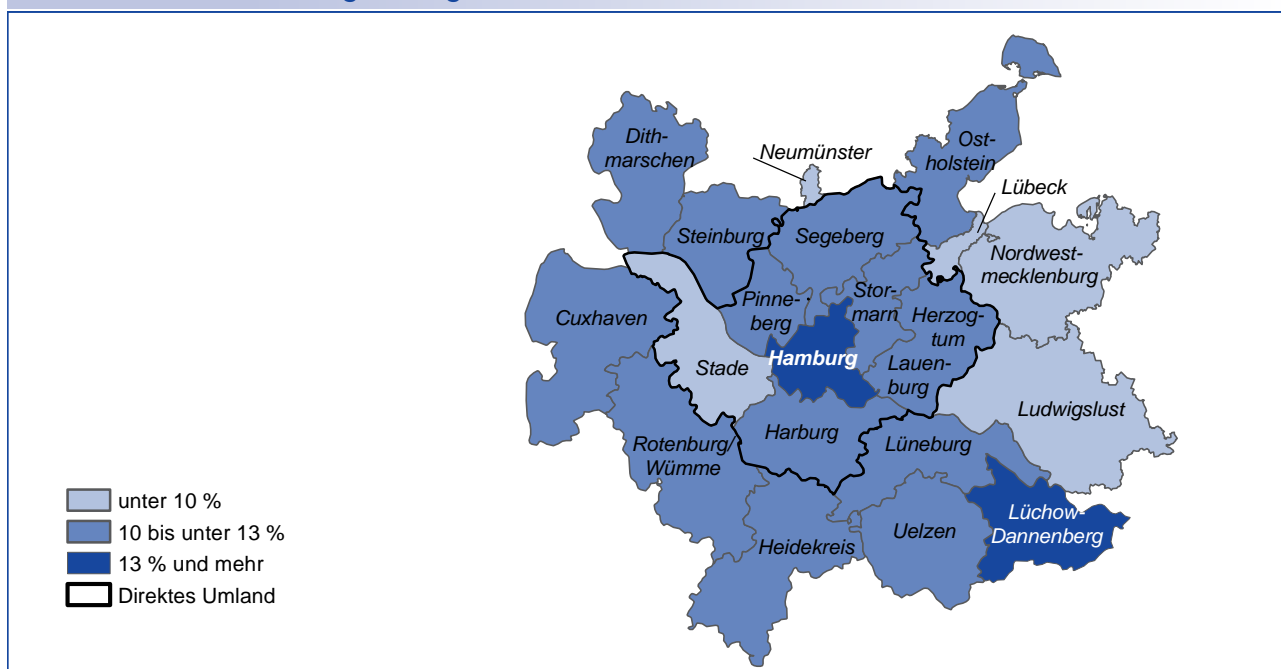 Dith-
marschen
Neumünster
Ost-
holstein
Lübeck
Steinburg
Segeberg
Nordwest-
mecklenburg
Cuxhaven
Pinne-
berg
Stor-
marn
Herzog-
tum
Lauen-
burg
Stade
Hamburg
Ludwigslust
Harburg
Lüneburg
Rotenburg/
Wümme
Heidekreis
Uelzen
Lüchow-
Dannenberg
unter 10 %
10 bis unter 13 %
13 % und mehr
Direktes Umland